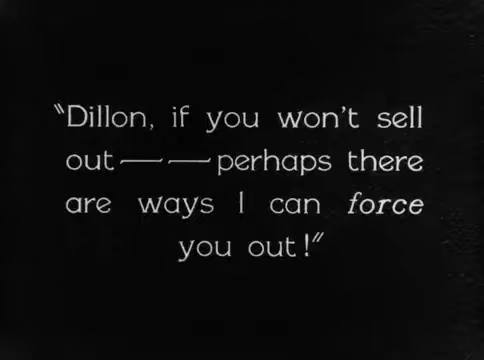 "Dillon, if you won't sell
out — — perhaps there
are ways I can force
you out!"